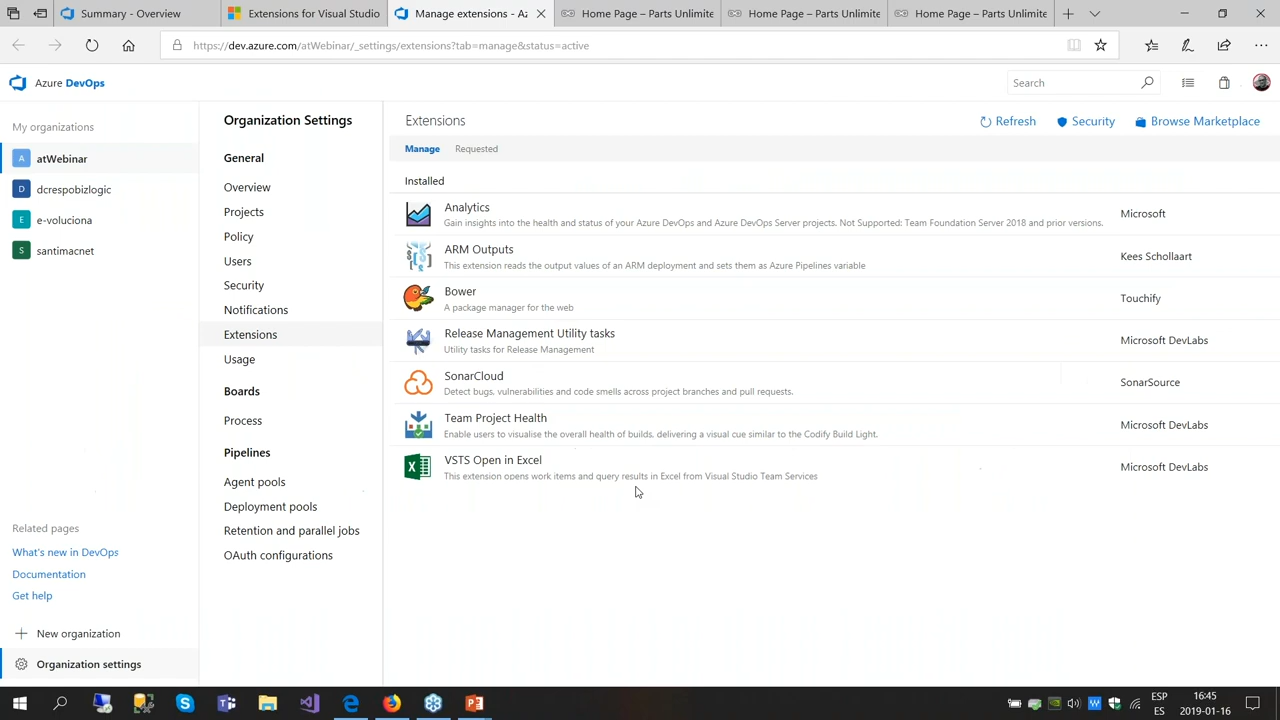 Summary - Overview
Extensions for Visual Studio
Manage extensions - Az
Home Page – Parts Unlimite
Home Page – Parts Unlimite
Home Page – Parts Unlimite
https://dev.azure.com/atWebinar/_settings/extensions?tab=manage&status=active
Azure DevOps
Search
My organizations
A atWebinar
D dcrespobizlogic
E e-voluciona
S santimacnet
Related pages
What's new in DevOps
Documentation
Get help
New organization
Organization settings
Organization Settings
General
Overview
Projects
Policy
Users
Security
Notifications
Extensions
Usage
Boards
Process
Pipelines
Agent pools
Deployment pools
Retention and parallel jobs
OAuth configurations
Extensions
Refresh
Security
Browse Marketplace
Manage
Requested
Installed
Analytics
Gain insights into the health and status of your Azure DevOps and Azure DevOps Server projects. Not Supported: Team Foundation Server 2018 and prior versions.
Microsoft
ARM Outputs
This extension reads the output values of an ARM deployment and sets them as Azure Pipelines variable
Kees Schollaart
Bower
A package manager for the web
Touchify
Release Management Utility tasks
Utility tasks for Release Management
Microsoft DevLabs
SonarCloud
Detect bugs, vulnerabilities and code smells across project branches and pull requests.
SonarSource
Team Project Health
Enable users to visualise the overall health of builds, delivering a visual cue similar to the Codify Build Light.
Microsoft DevLabs
VSTS Open in Excel
This extension opens work items and query results in Excel from Visual Studio Team Services
Microsoft DevLabs
ESP
ES
16:45
2019-01-16